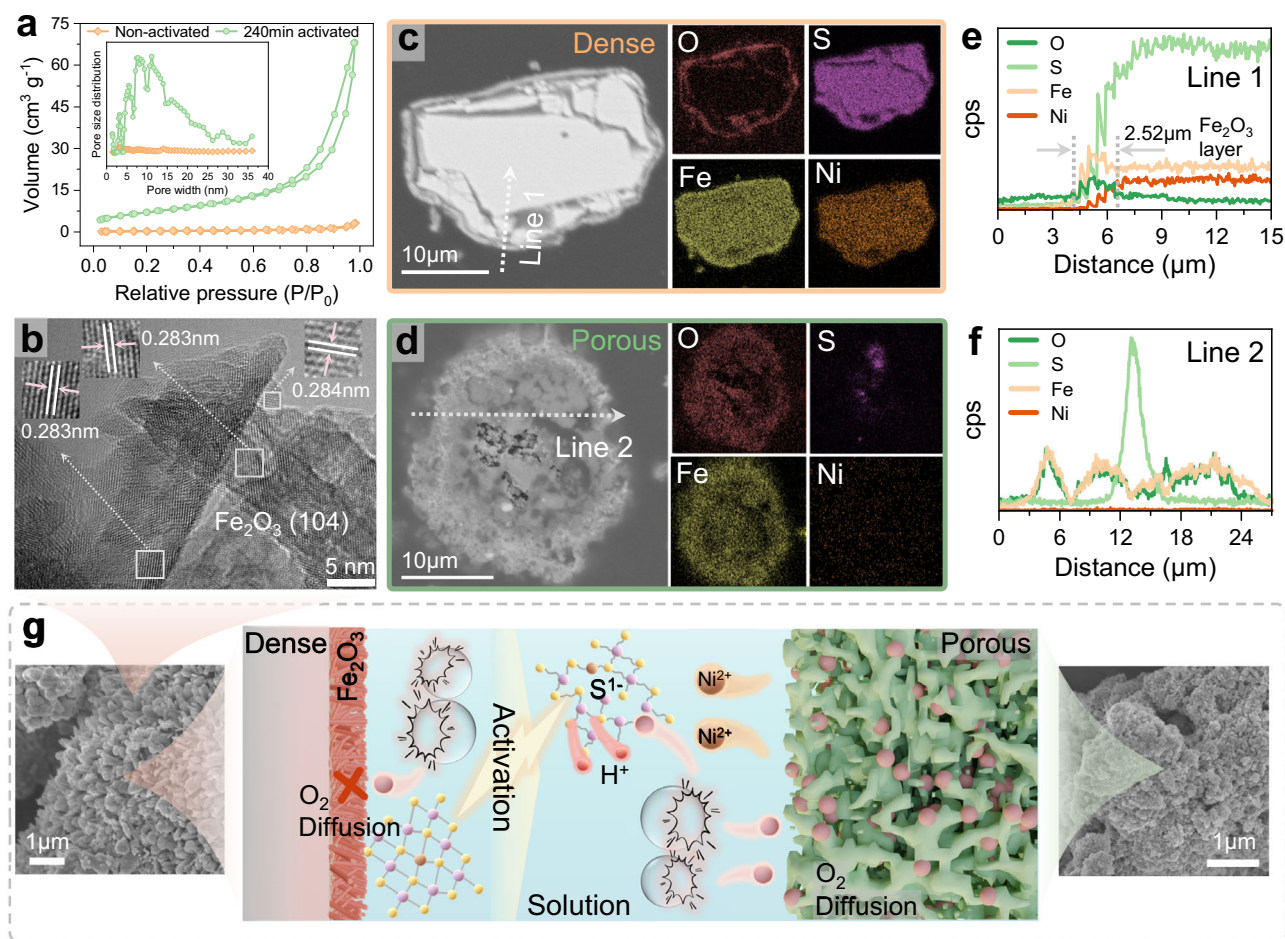 a
Non-activated
240min activated
Volume (cm³ g⁻¹)
75
60
45
30
15
0
Pore size distribution
0 5 10 15 20 25 30 35 40
Pore width (nm)
0.0 0.2 0.4 0.6 0.8 1.0
Relative pressure (P/P₀)
b
0.283nm
0.283nm
0.284nm
Fe₂O₃ (104)
5 nm
c
Dense
Line 1
10µm
O
S
Fe
Ni
d
Porous
Line 2
10µm
O
S
Fe
Ni
e
O
S
Fe
Ni
Line 1
2.52µm
Fe₂O₃
layer
cps
0 3 6 9 12 15
Distance (µm)
f
O
S
Fe
Ni
Line 2
cps
0 6 12 18 24
Distance (µm)
g
1µm
Dense
Fe₂O₃
O₂
Diffusion
Activation
S¹⁻
H⁺
Ni²⁺
Ni²⁺
Solution
Porous
O₂
Diffusion
1µm